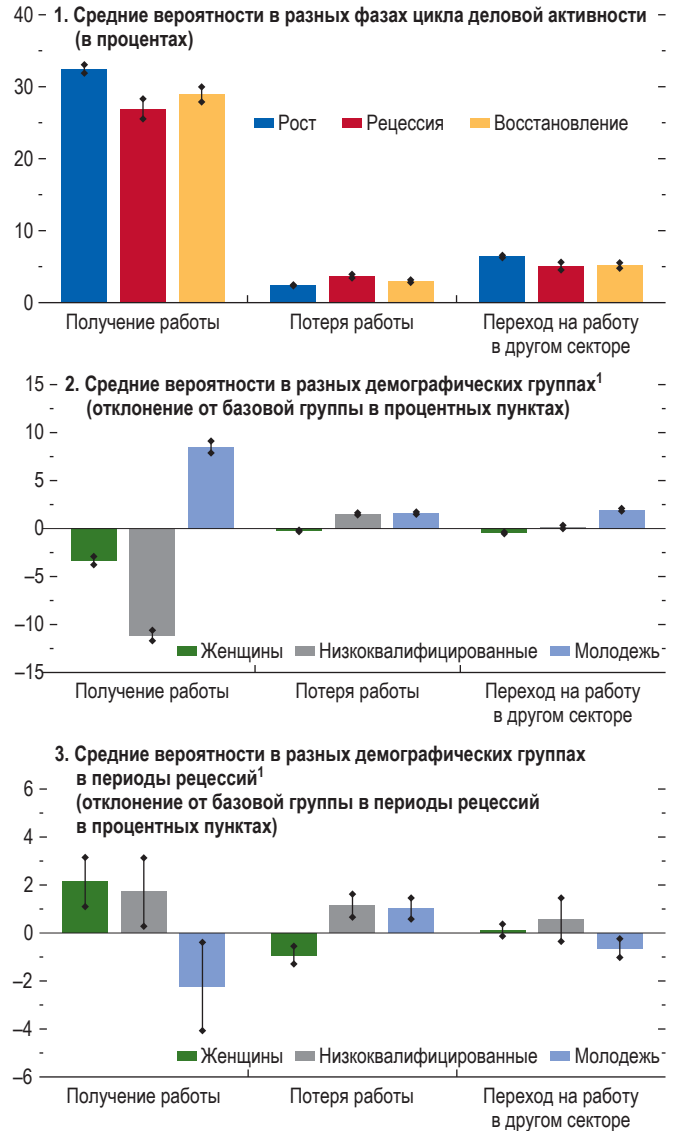 1. Средние вероятности в разных фазах цикла деловой активности
(в процентах)
40
30
20
10
0
Рост Рецессия Восстановление
Получение работы Потеря работы Переход на работу
в другом секторе
2. Средние вероятности в разных демографических группах¹
(отклонение от базовой группы в процентных пунктах)
15
10
5
0
–5
–10
–15
Женщины Низкоквалифицированные Молодежь
Получение работы Потеря работы Переход на работу
в другом секторе
3. Средние вероятности в разных демографических группах
в периоды рецессий¹
(отклонение от базовой группы в периоды рецессий
в процентных пунктах)
6
4
2
0
–2
–4
–6
Женщины Низкоквалифицированные Молодежь
Получение работы Потеря работы Переход на работу
в другом секторе